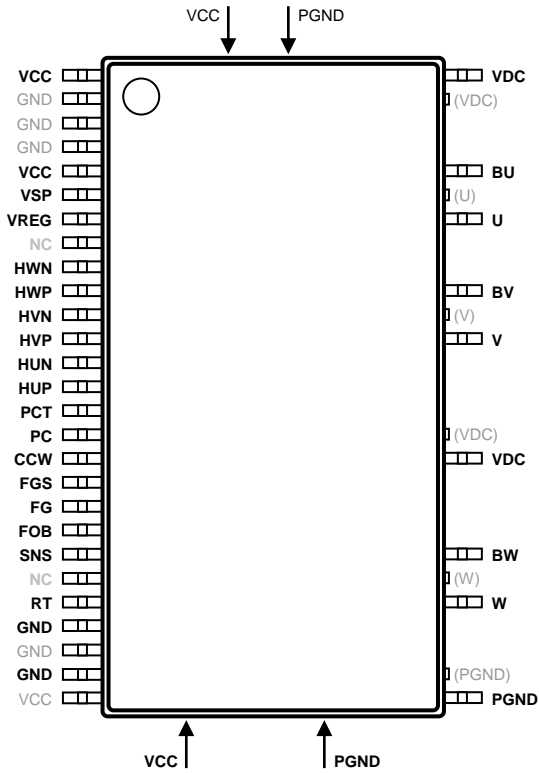 VCC PGND
VCC VDC
GND (VDC)
GND
GND
VCC BU
VSP (U)
VREG U
NC
HWN
HWP BV
HVN (V)
HVP V
HUN
HUP
PCT
PC (VDC)
CCW VDC
FGS
FG
FOB
SNS BW
NC (W)
RT W
GND
GND
GND (PGND)
VCC PGND
VCC PGND